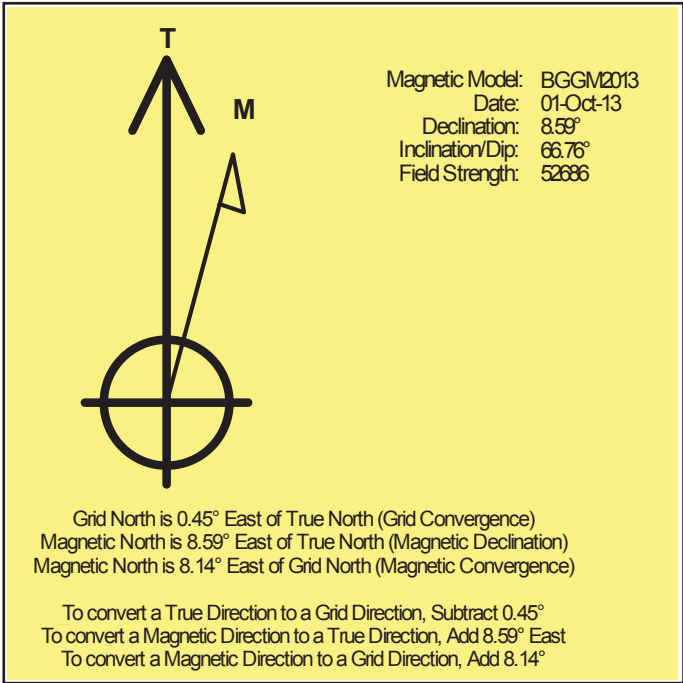 T
M
Magnetic Model: BGGM2013
Date: 01-Oct-13
Declination: 8.59°
Inclination/Dip: 66.76°
Field Strength: 52686
Grid North is 0.45° East of True North (Grid Convergence)
Magnetic North is 8.59° East of True North (Magnetic Declination)
Magnetic North is 8.14° East of Grid North (Magnetic Convergence)
To convert a True Direction to a Grid Direction, Subtract 0.45°
To convert a Magnetic Direction to a True Direction, Add 8.59° East
To convert a Magnetic Direction to a Grid Direction, Add 8.14°